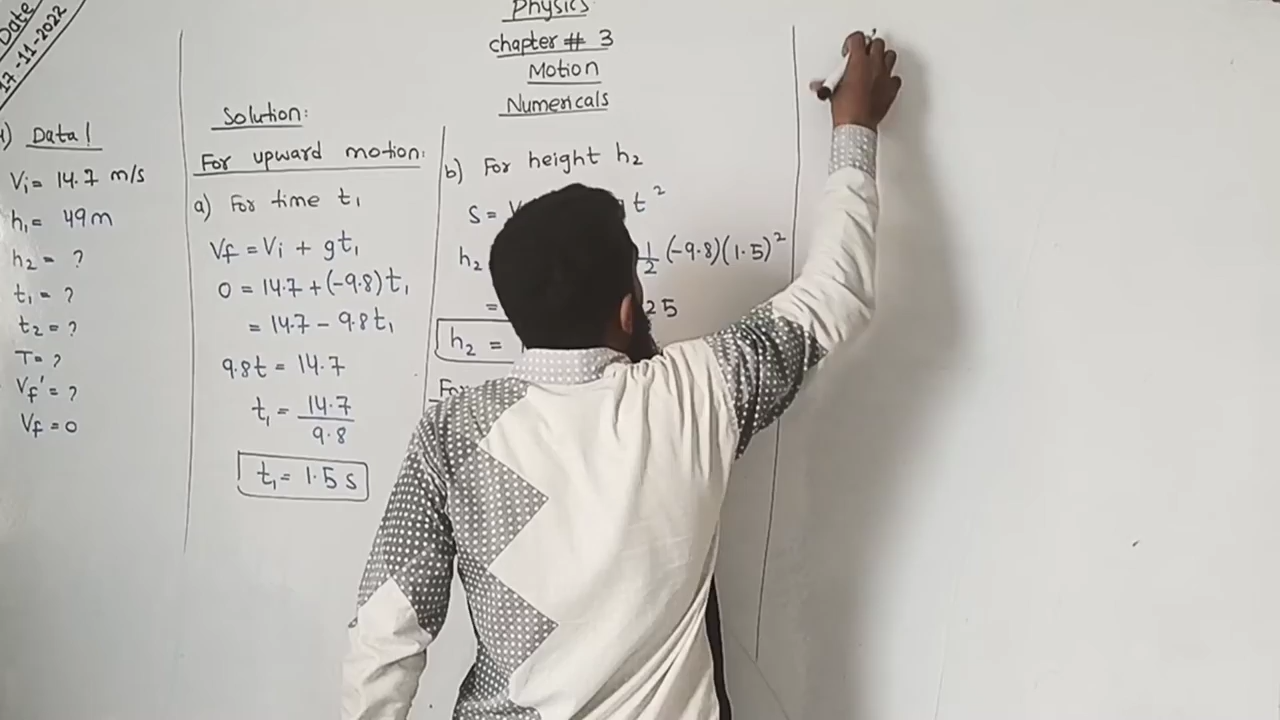 Date
17-11-2022
Physics
chapter # 3
Motion
Numericals
Data!
Vi = 14.7 m/s
h₁ = 49m
h₂ = ?
t₁ = ?
t₂ = ?
T = ?
Vf' = ?
Vf = 0
Solution:
For upward motion:
a) For time t₁
Vf = Vi + gt₁
0 = 14.7 + (-9.8)t₁
= 14.7 - 9.8t₁
9.8t = 14.7
t₁ = 14.7
9.8
t₁ = 1.5 s
b) For height h₂
S = t²
h₂ 1/2 (-9.8)(1.5)²
= 25
h₂ =
For